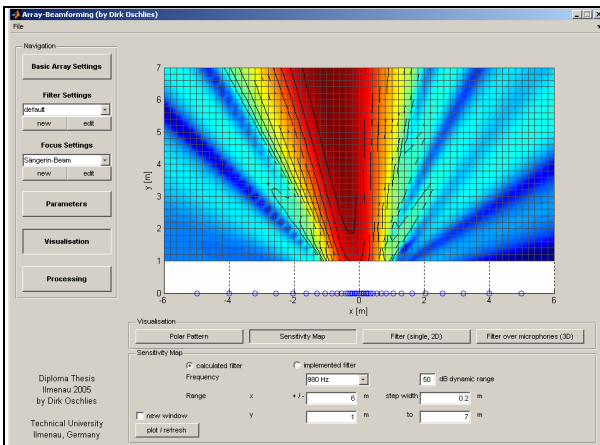 Array-Beamforming (by Dirk Oschlies)
File
Navigation
Basic Array Settings
Filter Settings
default
new edit
Focus Settings
Sängerin-Beam
new edit
Parameters
Visualisation
Processing
Diploma Thesis
Ilmenau 2005
by Dirk Oschlies
Technical University
Ilmenau, Germany
7
6
5
4
3
2
1
0
y [m]
-6 -4 -2 0 2 4 6
x [m]
Visualisation
Polar Pattern Sensitivity Map Filter (single, 2D) Filter over microphones (3D)
Sensitivity Map
calculated filter implemented filter
Frequency 980 Hz 50 dB dynamic range
Range x + / - 6 m step width 0.2 m
new window y 1 m to 7 m
plot / refresh